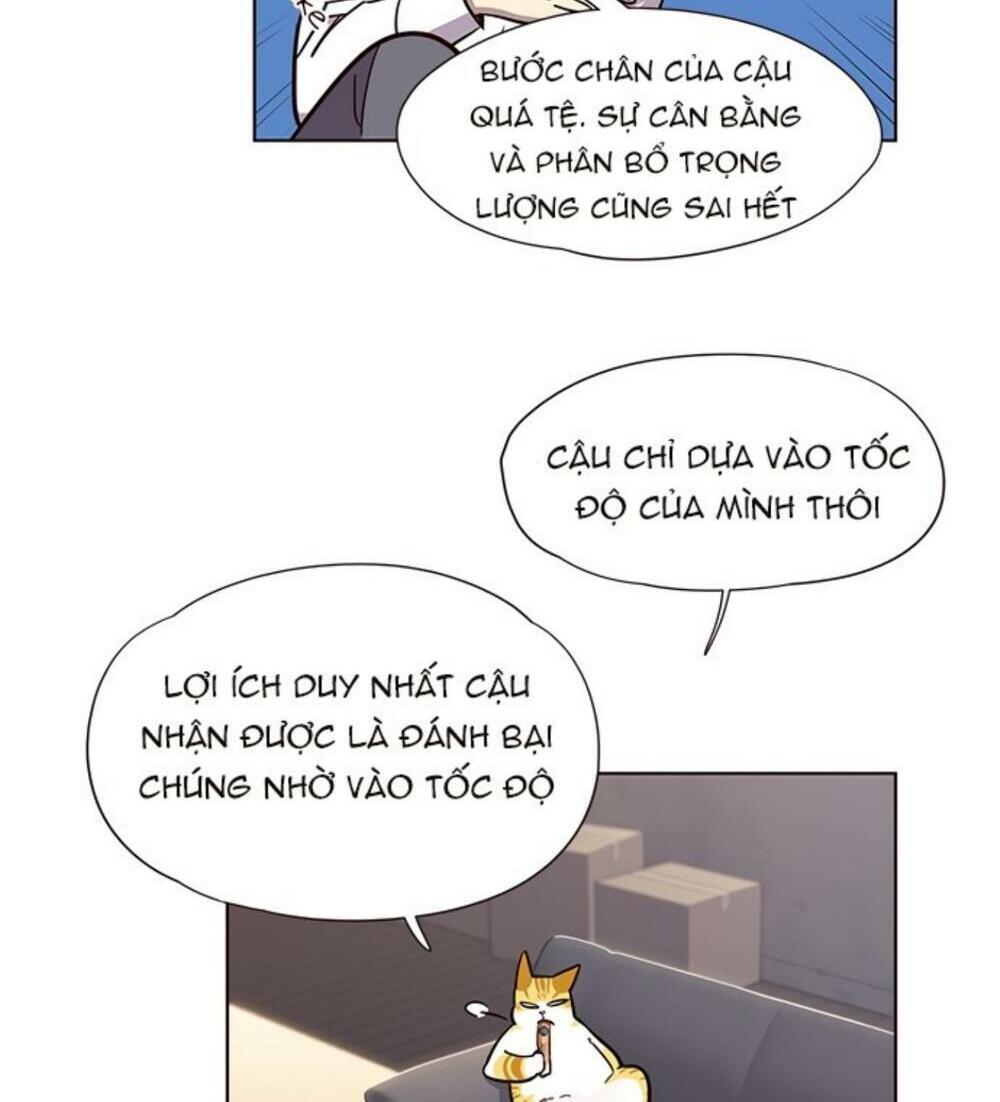 BƯỚC CHÂN CỦA CẬU
QUÁ TỆ. SỰ CÂN BẰNG
VÀ PHÂN BỔ TRỌNG
LƯỢNG CŨNG SAI HẾT
CẬU CHỈ DỰA VÀO TỐC
ĐỘ CỦA MÌNH THÔI
LỢI ÍCH DUY NHẤT CẬU
NHẬN ĐƯỢC LÀ ĐÁNH BẠI
CHÚNG NHỜ VÀO TỐC ĐỘ